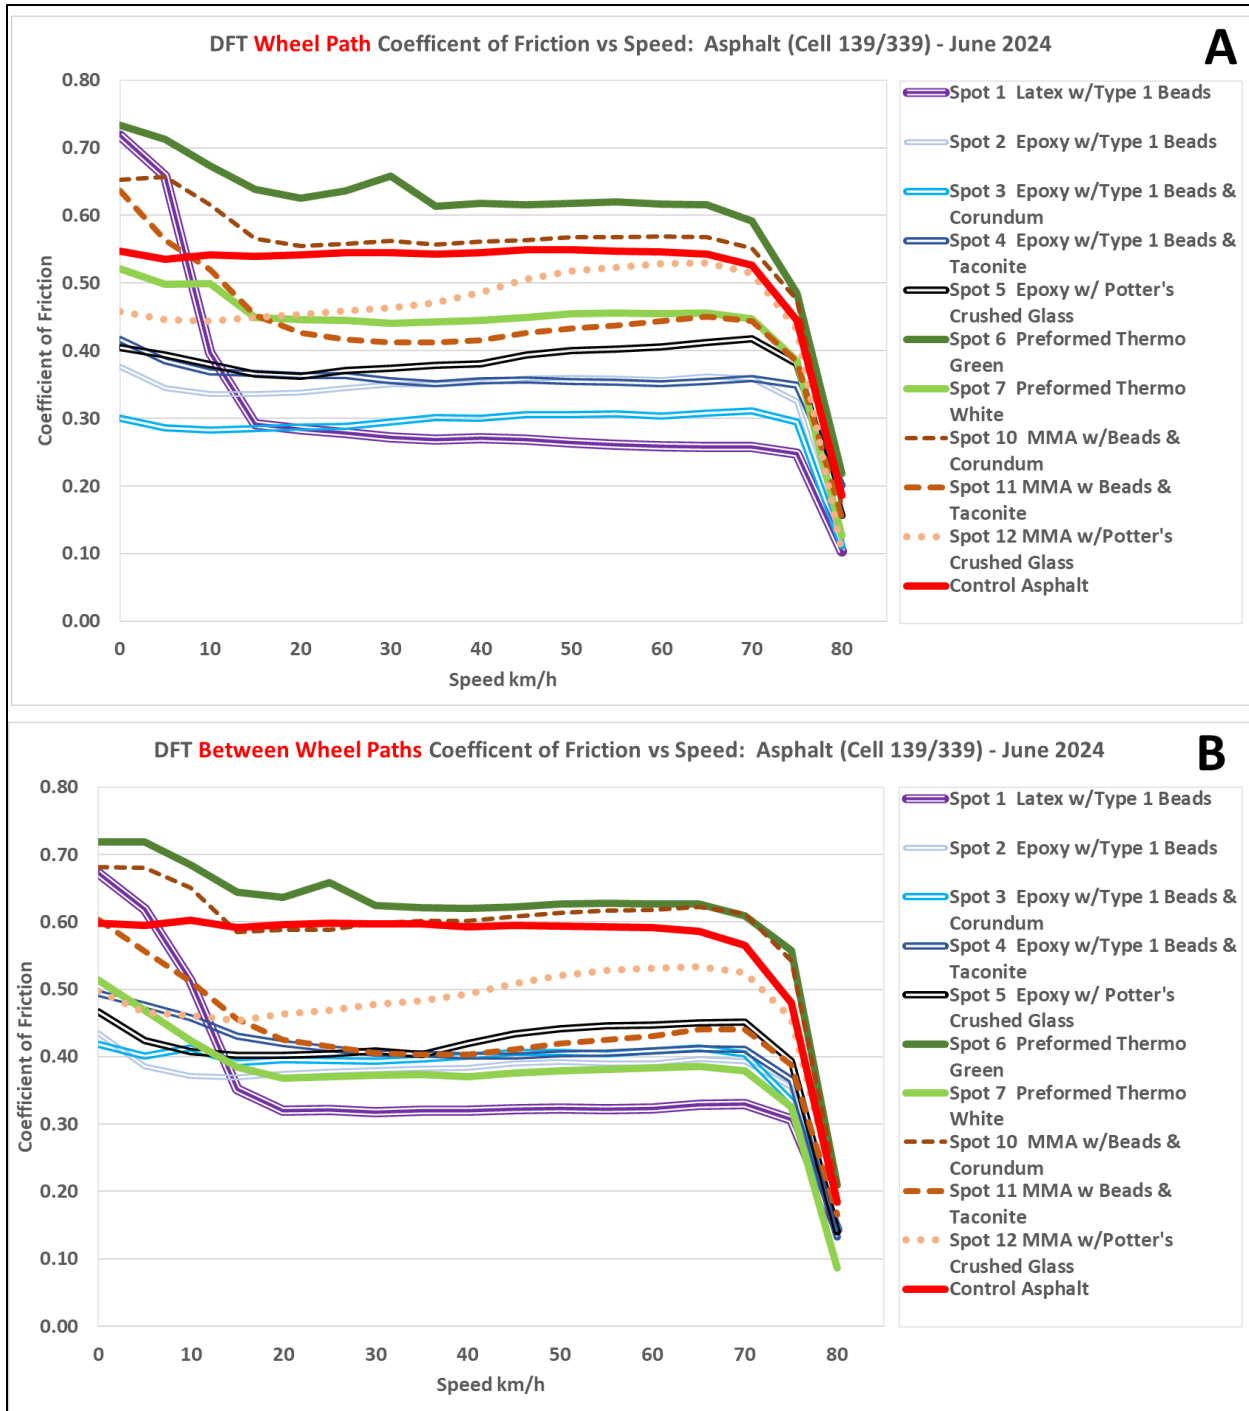 DFT Wheel Path Coefficent of Friction vs Speed: Asphalt (Cell 139/339) - June 2024
A
Coefficient of Friction
0.80
0.70
0.60
0.50
0.40
0.30
0.20
0.10
0.00
0 10 20 30 40 50 60 70 80
Speed km/h
Spot 1 Latex w/Type 1 Beads
Spot 2 Epoxy w/Type 1 Beads
Spot 3 Epoxy w/Type 1 Beads &
Corundum
Spot 4 Epoxy w/Type 1 Beads &
Taconite
Spot 5 Epoxy w/ Potter's
Crushed Glass
Spot 6 Preformed Thermo
Green
Spot 7 Preformed Thermo
White
Spot 10 MMA w/Beads &
Corundum
Spot 11 MMA w Beads &
Taconite
Spot 12 MMA w/Potter's
Crushed Glass
Control Asphalt
DFT Between Wheel Paths Coefficent of Friction vs Speed: Asphalt (Cell 139/339) - June 2024
B
Coefficient of Friction
0.80
0.70
0.60
0.50
0.40
0.30
0.20
0.10
0.00
0 10 20 30 40 50 60 70 80
Speed km/h
Spot 1 Latex w/Type 1 Beads
Spot 2 Epoxy w/Type 1 Beads
Spot 3 Epoxy w/Type 1 Beads &
Corundum
Spot 4 Epoxy w/Type 1 Beads &
Taconite
Spot 5 Epoxy w/ Potter's
Crushed Glass
Spot 6 Preformed Thermo
Green
Spot 7 Preformed Thermo
White
Spot 10 MMA w/Beads &
Corundum
Spot 11 MMA w Beads &
Taconite
Spot 12 MMA w/Potter's
Crushed Glass
Control Asphalt